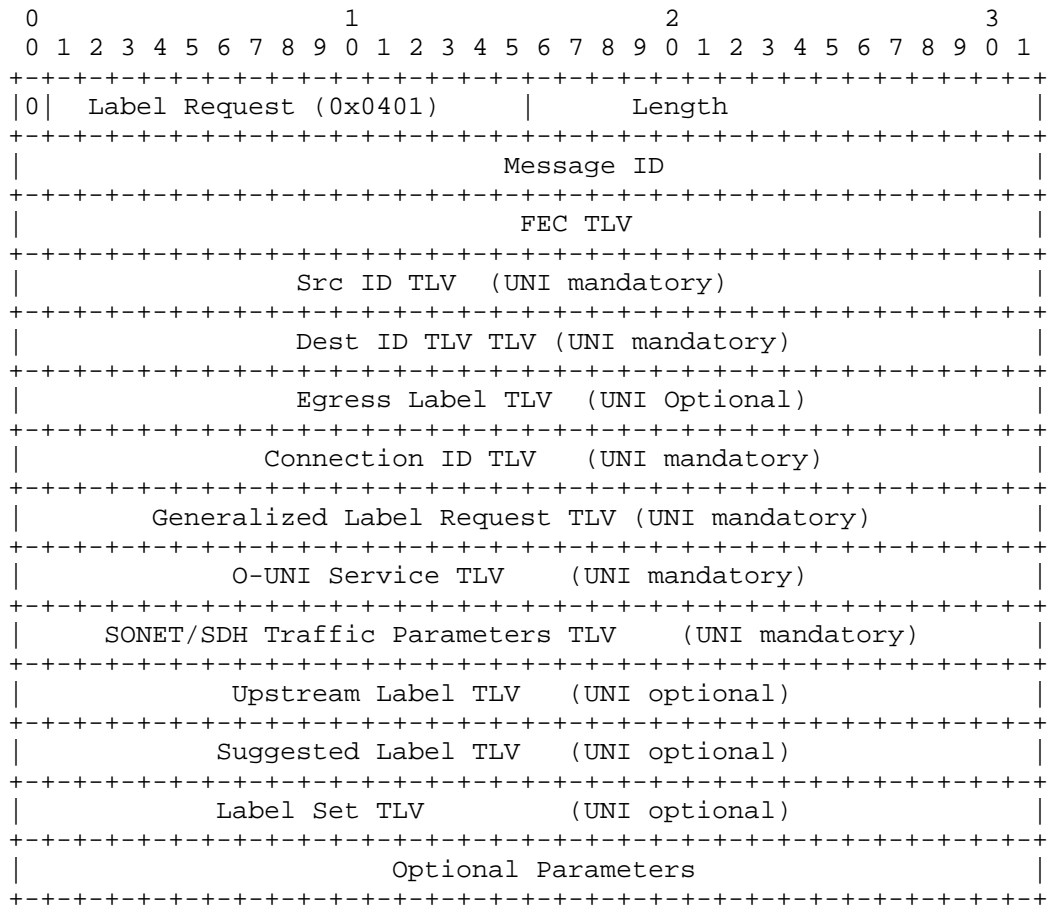 0                   1                   2                   3
 0 1 2 3 4 5 6 7 8 9 0 1 2 3 4 5 6 7 8 9 0 1 2 3 4 5 6 7 8 9 0 1
+-+-+-+-+-+-+-+-+-+-+-+-+-+-+-+-+-+-+-+-+-+-+-+-+-+-+-+-+-+-+-+-+
|0|  Label Request (0x0401)     |      Length                   |
+-+-+-+-+-+-+-+-+-+-+-+-+-+-+-+-+-+-+-+-+-+-+-+-+-+-+-+-+-+-+-+-+
|                              Message ID                       |
+-+-+-+-+-+-+-+-+-+-+-+-+-+-+-+-+-+-+-+-+-+-+-+-+-+-+-+-+-+-+-+-+
|                               FEC TLV                         |
+-+-+-+-+-+-+-+-+-+-+-+-+-+-+-+-+-+-+-+-+-+-+-+-+-+-+-+-+-+-+-+-+
|                 Src ID TLV  (UNI mandatory)                   |
+-+-+-+-+-+-+-+-+-+-+-+-+-+-+-+-+-+-+-+-+-+-+-+-+-+-+-+-+-+-+-+-+
|                 Dest ID TLV TLV (UNI mandatory)               |
+-+-+-+-+-+-+-+-+-+-+-+-+-+-+-+-+-+-+-+-+-+-+-+-+-+-+-+-+-+-+-+-+
|                 Egress Label TLV  (UNI Optional)              |
+-+-+-+-+-+-+-+-+-+-+-+-+-+-+-+-+-+-+-+-+-+-+-+-+-+-+-+-+-+-+-+-+
|               Connection ID TLV   (UNI mandatory)             |
+-+-+-+-+-+-+-+-+-+-+-+-+-+-+-+-+-+-+-+-+-+-+-+-+-+-+-+-+-+-+-+-+
|        Generalized Label Request TLV (UNI mandatory)          |
+-+-+-+-+-+-+-+-+-+-+-+-+-+-+-+-+-+-+-+-+-+-+-+-+-+-+-+-+-+-+-+-+
|             O-UNI Service TLV    (UNI mandatory)              |
+-+-+-+-+-+-+-+-+-+-+-+-+-+-+-+-+-+-+-+-+-+-+-+-+-+-+-+-+-+-+-+-+
|     SONET/SDH Traffic Parameters TLV    (UNI mandatory)       |
+-+-+-+-+-+-+-+-+-+-+-+-+-+-+-+-+-+-+-+-+-+-+-+-+-+-+-+-+-+-+-+-+
|             Upstream Label TLV   (UNI optional)               |
+-+-+-+-+-+-+-+-+-+-+-+-+-+-+-+-+-+-+-+-+-+-+-+-+-+-+-+-+-+-+-+-+
|            Suggested Label TLV   (UNI optional)               |
+-+-+-+-+-+-+-+-+-+-+-+-+-+-+-+-+-+-+-+-+-+-+-+-+-+-+-+-+-+-+-+-+
|            Label Set TLV         (UNI optional)               |
+-+-+-+-+-+-+-+-+-+-+-+-+-+-+-+-+-+-+-+-+-+-+-+-+-+-+-+-+-+-+-+-+
|                       Optional Parameters                     |
+-+-+-+-+-+-+-+-+-+-+-+-+-+-+-+-+-+-+-+-+-+-+-+-+-+-+-+-+-+-+-+-+